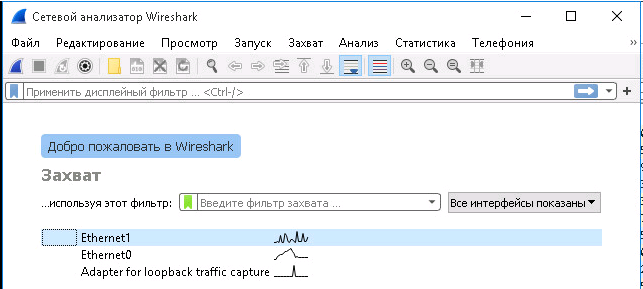 Сетевой анализатор Wireshark
Файл Редактирование Просмотр Запуск Захват Анализ Статистика Телефония
Применить дисплейный фильтр ... <Ctrl-/>
Добро пожаловать в Wireshark
Захват
...используя этот фильтр: Введите фильтр захвата ... Все интерфейсы показаны
Ethernet1
Ethernet0
Adapter for loopback traffic capture